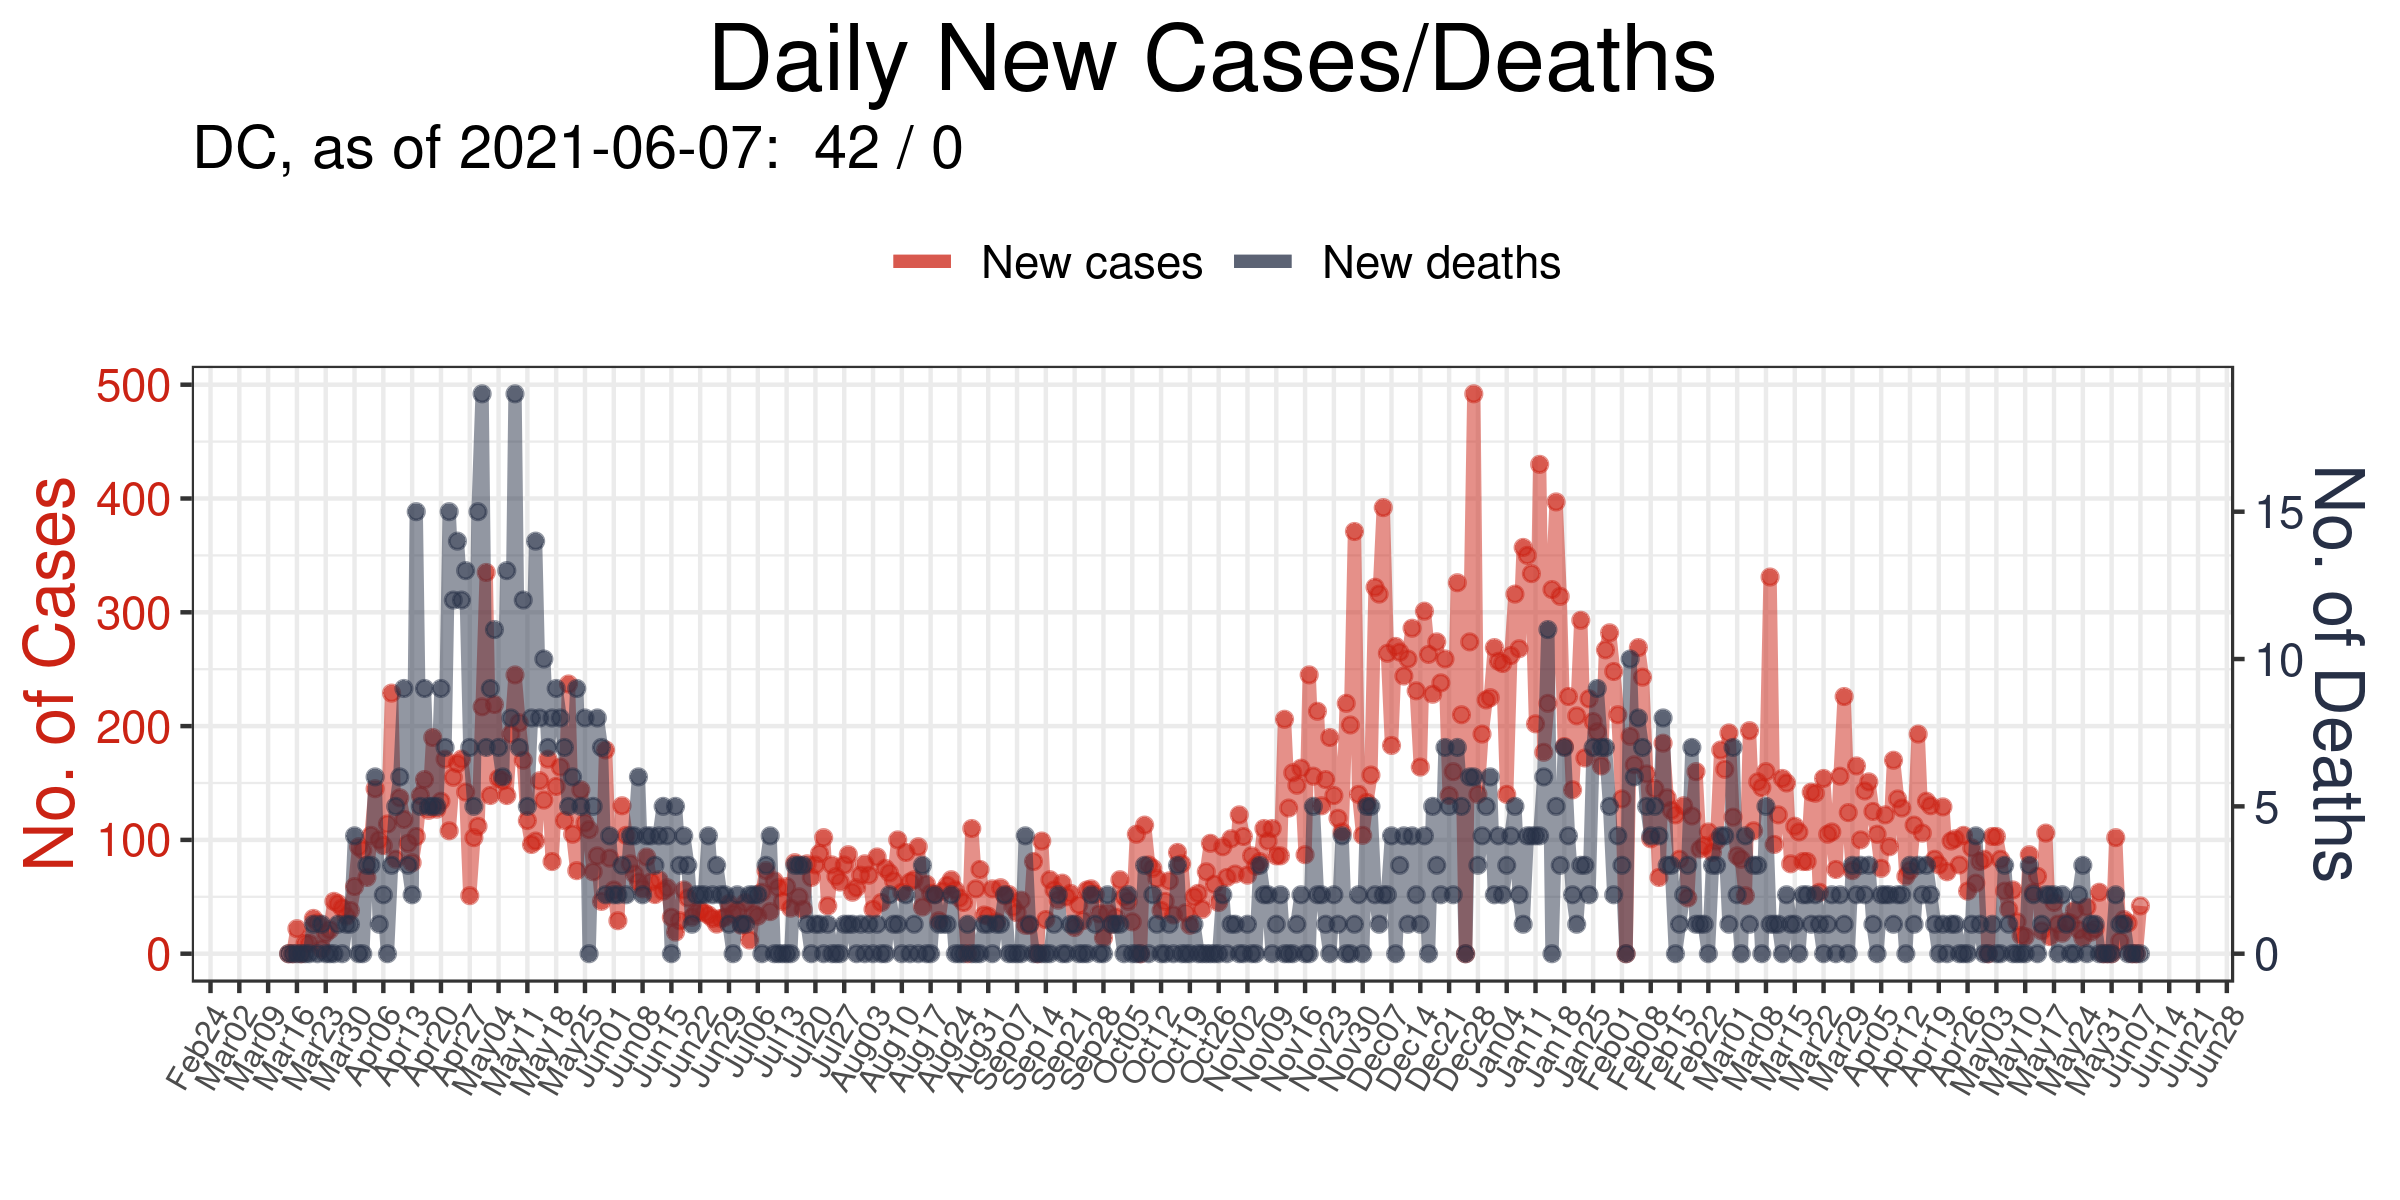 Daily New Cases/Deaths
DC, as of 2021-06-07:  42 / 0
New cases
New deaths
No. of Cases
500
400
300
200
100
0
15
10
5
0
No. of Deaths
Feb24
Mar02
Mar09
Mar16
Mar23
Mar30
Apr06
Apr13
Apr20
Apr27
May04
May11
May18
May25
Jun01
Jun08
Jun15
Jun22
Jun29
Jul06
Jul13
Jul20
Jul27
Aug03
Aug10
Aug17
Aug24
Aug31
Sep07
Sep14
Sep21
Sep28
Oct05
Oct12
Oct19
Oct26
Nov02
Nov09
Nov16
Nov23
Nov30
Dec07
Dec14
Dec21
Dec28
Jan04
Jan11
Jan18
Jan25
Feb01
Feb08
Feb15
Feb22
Mar01
Mar08
Mar15
Mar22
Mar29
Apr05
Apr12
Apr19
Apr26
May03
May10
May17
May24
May31
Jun07
Jun14
Jun21
Jun28